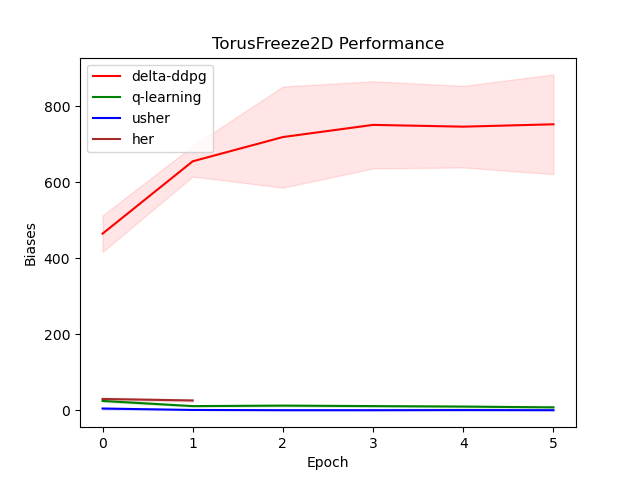 TorusFreeze2D Performance
delta-ddpg
q-learning
usher
her
800
600
400
200
0
Biases
0 1 2 3 4 5
Epoch